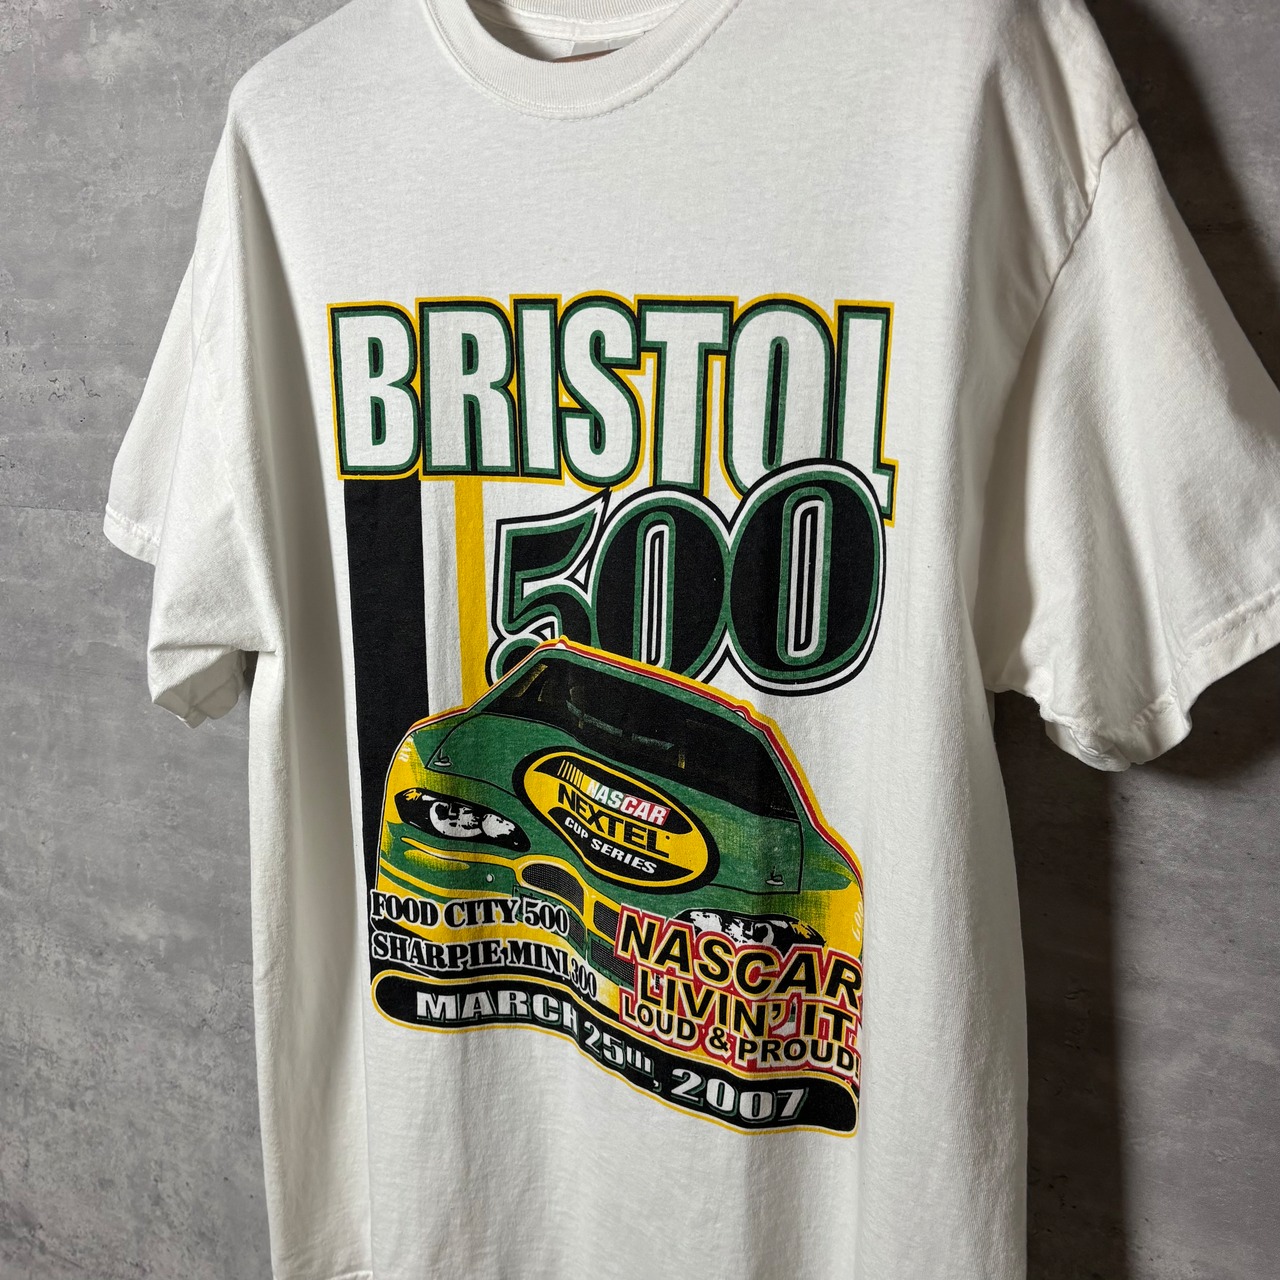 BRISTOL
500
NASCAR
NEXTEL
CUP SERIES
FOOD CITY 500
SHARPIE MINI 300
NASCAR
LIVIN' IT
LOUD & PROUD!
MARCH 25TH, 2007